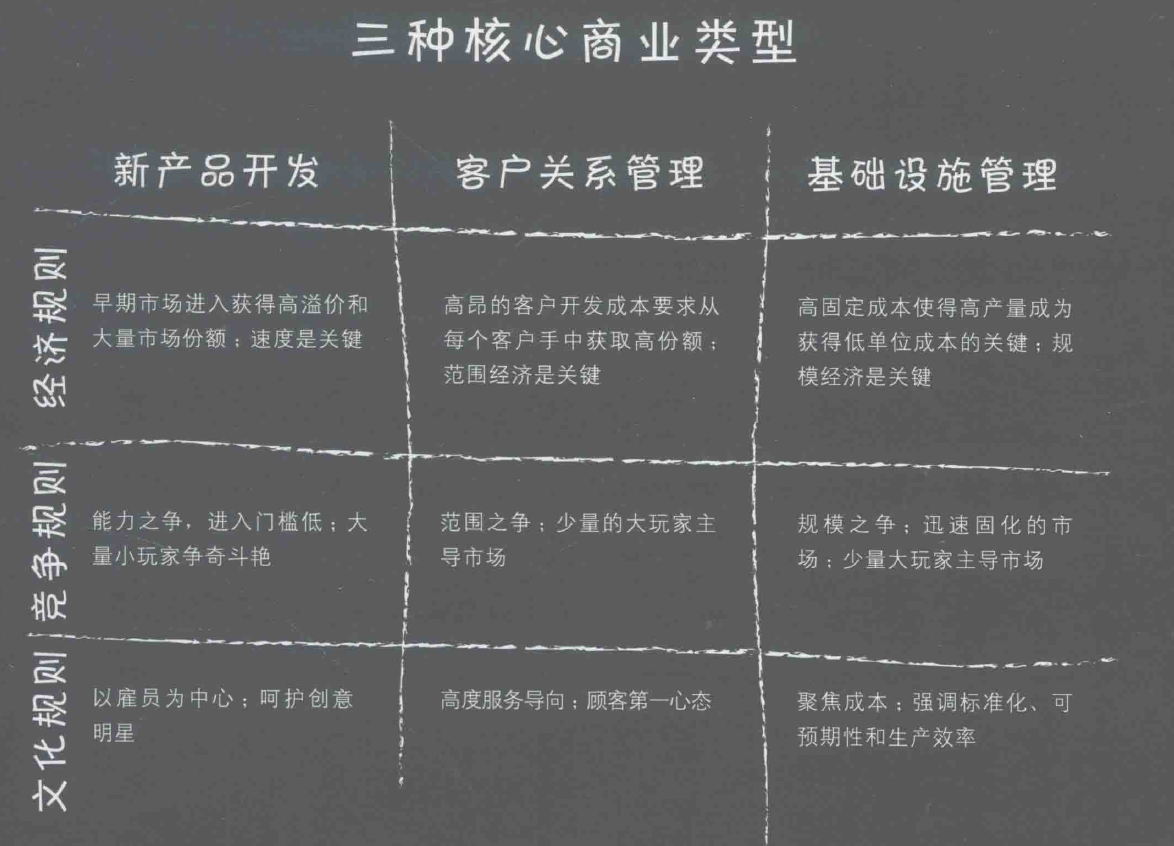 三种核心商业类型
新产品开发
客户关系管理
基础设施管理
经济规则
早期市场进入获得高溢价和
大量市场份额；速度是关键
高昂的客户开发成本要求从
每个客户手中获取高份额；
范围经济是关键
高固定成本使得高产量成为
获得低单位成本的关键；规
模经济是关键
竞争规则
能力之争，进入门槛低；大
量小玩家争奇斗艳
范围之争；少量的大玩家主
导市场
规模之争；迅速固化的市
场；少量大玩家主导市场
文化规则
以雇员为中心；呵护创意
明星
高度服务导向；顾客第一心态
聚焦成本；强调标准化、可
预期性和生产效率